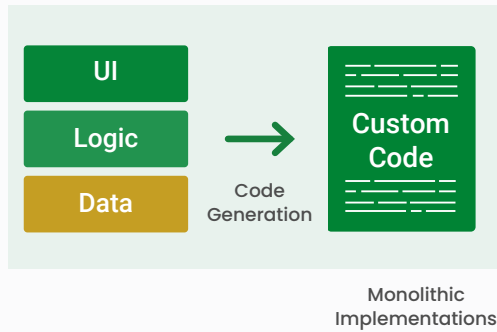 UI
Logic
Data
Code
Generation
Custom
Code
Monolithic
Implementations